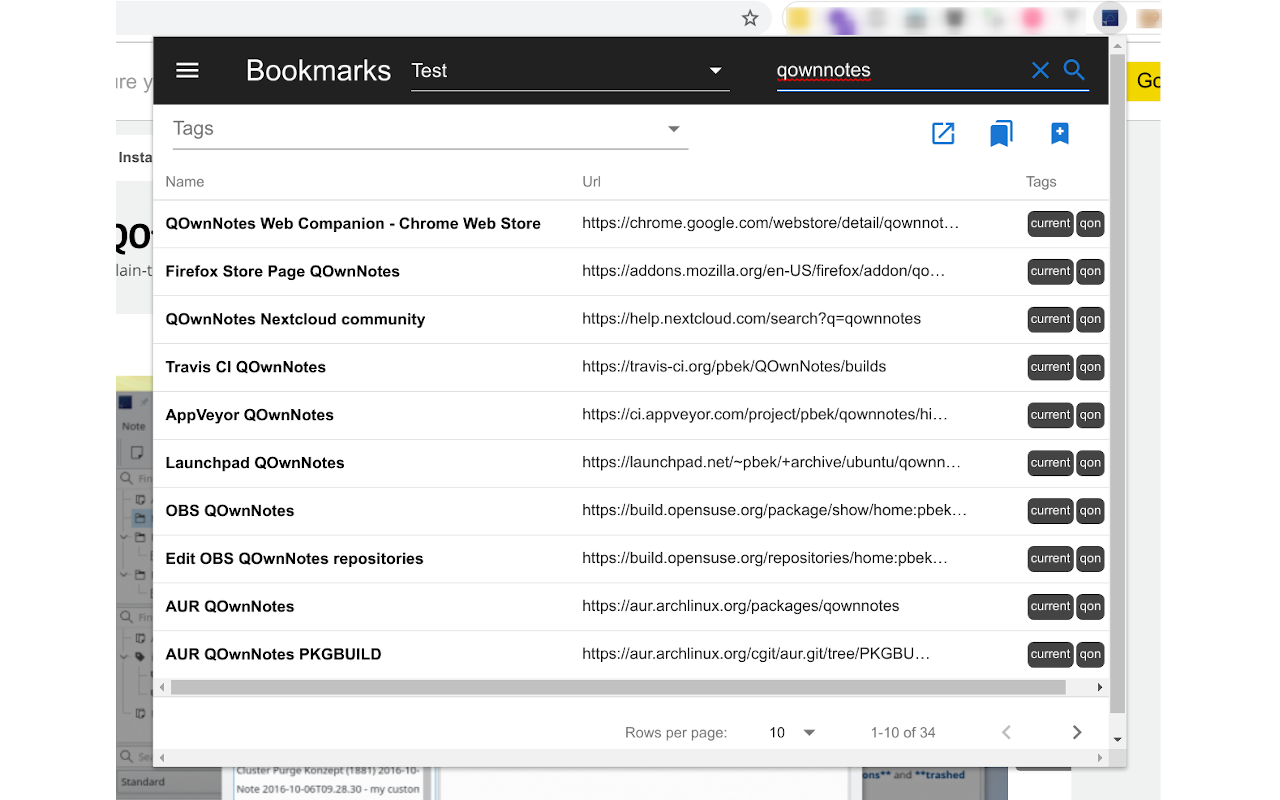 ure y
Go
Bookmarks Test qownnotes
Tags
Insta
Name Url Tags
QOwnNotes Web Companion - Chrome Web Store https://chrome.google.com/webstore/detail/qownnot… current qon
Firefox Store Page QOwnNotes https://addons.mozilla.org/en-US/firefox/addon/qo… current qon
lain-t
QOwnNotes Nextcloud community https://help.nextcloud.com/search?q=qownnotes current qon
Travis CI QOwnNotes https://travis-ci.org/pbek/QOwnNotes/builds current qon
AppVeyor QOwnNotes https://ci.appveyor.com/project/pbek/qownnotes/hi… current qon
Note
Launchpad QOwnNotes https://launchpad.net/~pbek/+archive/ubuntu/qownn… current qon
Fin
OBS QOwnNotes https://build.opensuse.org/package/show/home:pbek… current qon
Edit OBS QOwnNotes repositories https://build.opensuse.org/repositories/home:pbek… current qon
AUR QOwnNotes https://aur.archlinux.org/packages/qownnotes current qon
Fin
AUR QOwnNotes PKGBUILD https://aur.archlinux.org/cgit/aur.git/tree/PKGBU… current qon
Rows per page: 10 1-10 of 34
Sea
Standard
Cluster Purge Konzept (1881) 2016-10-
Note 2016-10-06T09.28.30 - my custon
ons** and **trashed